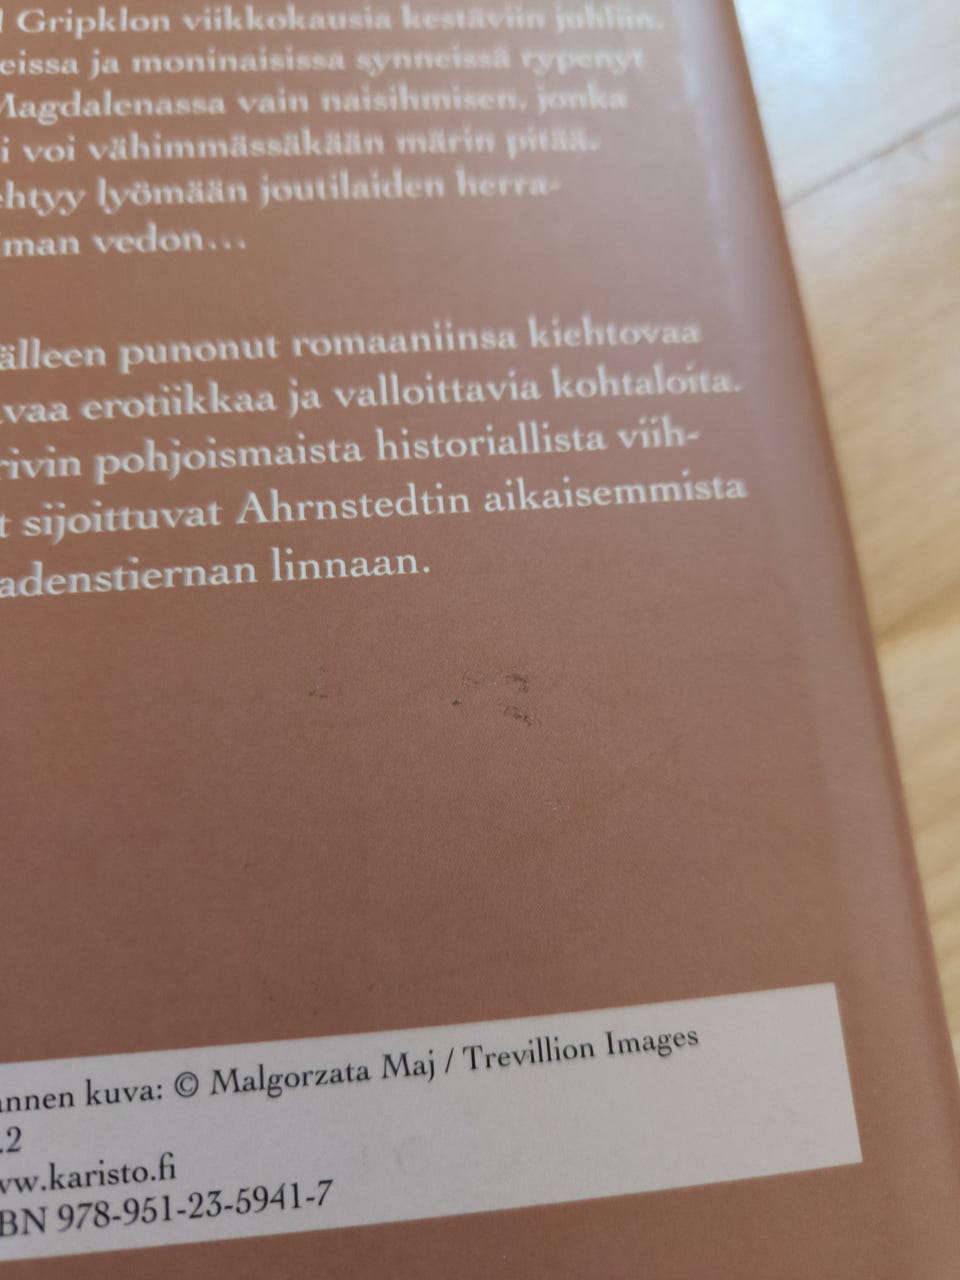 Gripklon viikkokausia kestäviin juhliin.
eissa ja moninaisissa synneissä rypenyt
Magdalenassa vain naisihmisen, jonka
i voi vähimmässäkään märin pitää.
ehtyy lyömään joutilaiden herra-
man vedon...
älleen punonut romaaniinsa kiehtovaa
vaa erotiikkaa ja valloittavia kohtaloita.
rivin pohjoismaista historiallista viih-
t sijoittuvat Ahrnstedtin aikaisemmista
adenstiernan linnaan.
annen kuva: © Malgorzata Maj / Trevillion Images
.2
ww.karisto.fi
BN 978-951-23-5941-7